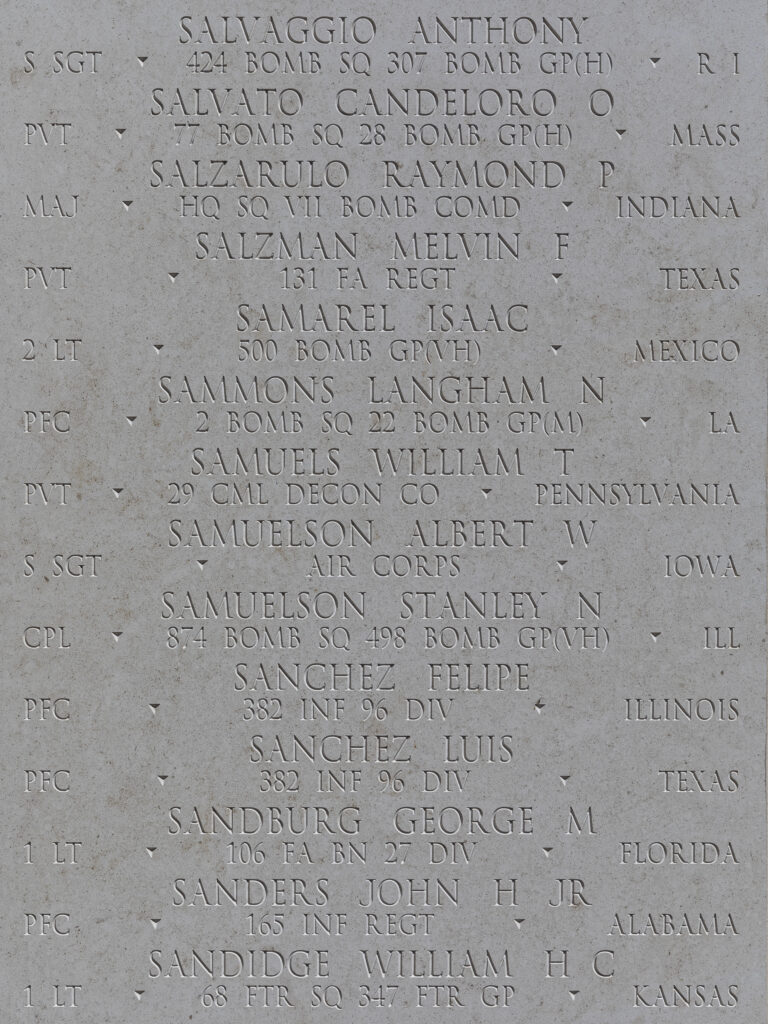 SALVAGGIO ANTHONY
S SGT ▾ 424 BOMB SQ 307 BOMB GP(H) ▾ R I
SALVATO CANDELORO O
PVT ▾ 77 BOMB SQ 28 BOMB GP(H) ▾ MASS
SALZARULO RAYMOND P
MAJ ▾ HQ SQ VII BOMB COMD ▾ INDIANA
SALZMAN MELVIN F
PVT ▾ 131 FA REGT ▾ TEXAS
SAMAREL ISAAC
2 LT ▾ 500 BOMB GP(VH) ▾ MEXICO
SAMMONS LANGHAM N
PFC ▾ 2 BOMB SQ 22 BOMB GP(M) ▾ LA
SAMUELS WILLIAM T
PVT ▾ 29 CML DECON CO ▾ PENNSYLVANIA
SAMUELSON ALBERT W
S SGT ▾ AIR CORPS ▾ IOWA
SAMUELSON STANLEY N
CPL ▾ 874 BOMB SQ 498 BOMB GP(VH) ▾ ILL
SANCHEZ FELIPE
PFC ▾ 382 INF 96 DIV ▾ ILLINOIS
SANCHEZ LUIS
PFC ▾ 382 INF 96 DIV ▾ TEXAS
SANDBURG GEORGE M
1 LT ▾ 106 FA BN 27 DIV ▾ FLORIDA
SANDERS JOHN H JR
PFC ▾ 165 INF REGT ▾ ALABAMA
SANDIDGE WILLIAM H C
1 LT ▾ 68 FTR SQ 347 FTR GP ▾ KANSAS